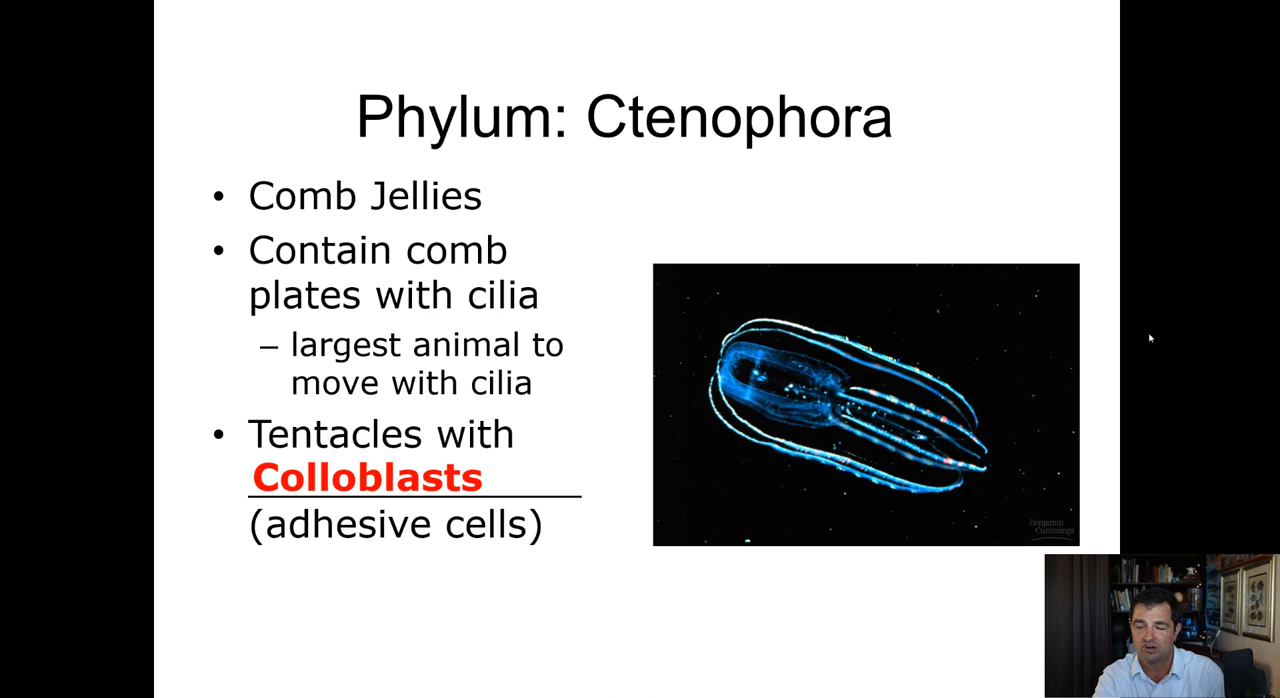 Phylum: Ctenophora
• Comb Jellies
• Contain comb
plates with cilia
– largest animal to
move with cilia
• Tentacles with
Colloblasts
(adhesive cells)
Benjamin
Cummings